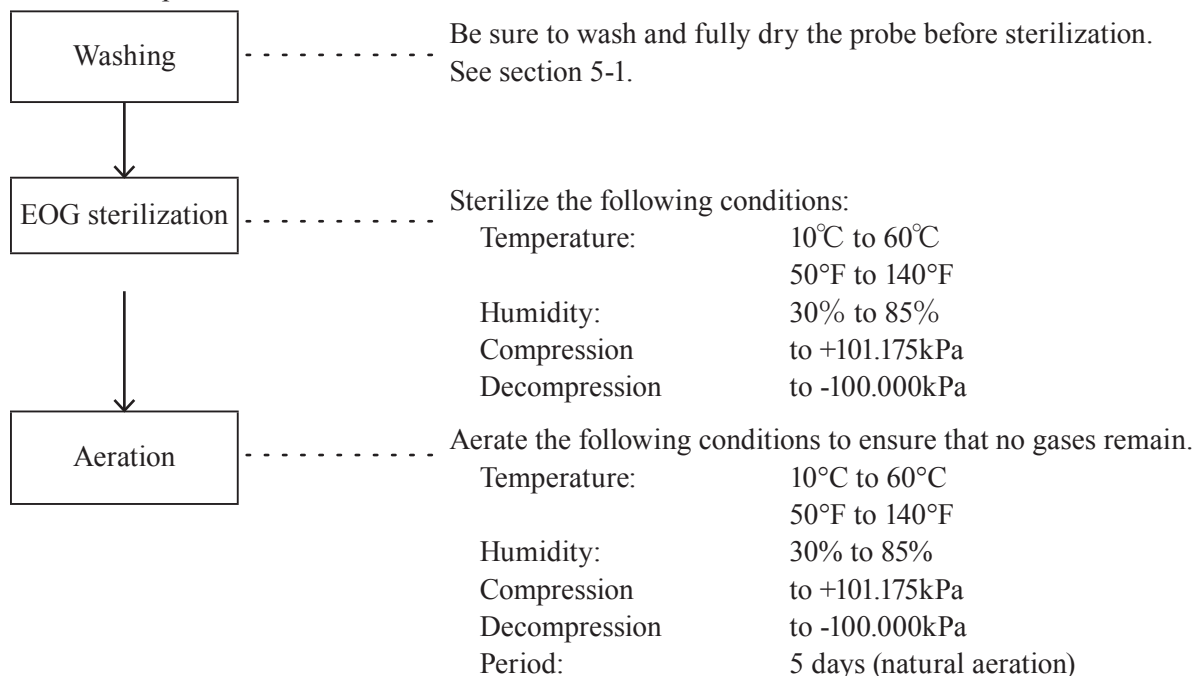 Washing
Be sure to wash and fully dry the probe before sterilization.
See section 5-1.
EOG sterilization
Sterilize the following conditions:
Temperature: 10℃ to 60℃
50°F to 140°F
Humidity: 30% to 85%
Compression to +101.175kPa
Decompression to -100.000kPa
Aeration
Aerate the following conditions to ensure that no gases remain.
Temperature: 10°C to 60°C
50°F to 140°F
Humidity: 30% to 85%
Compression to +101.175kPa
Decompression to -100.000kPa
Period: 5 days (natural aeration)